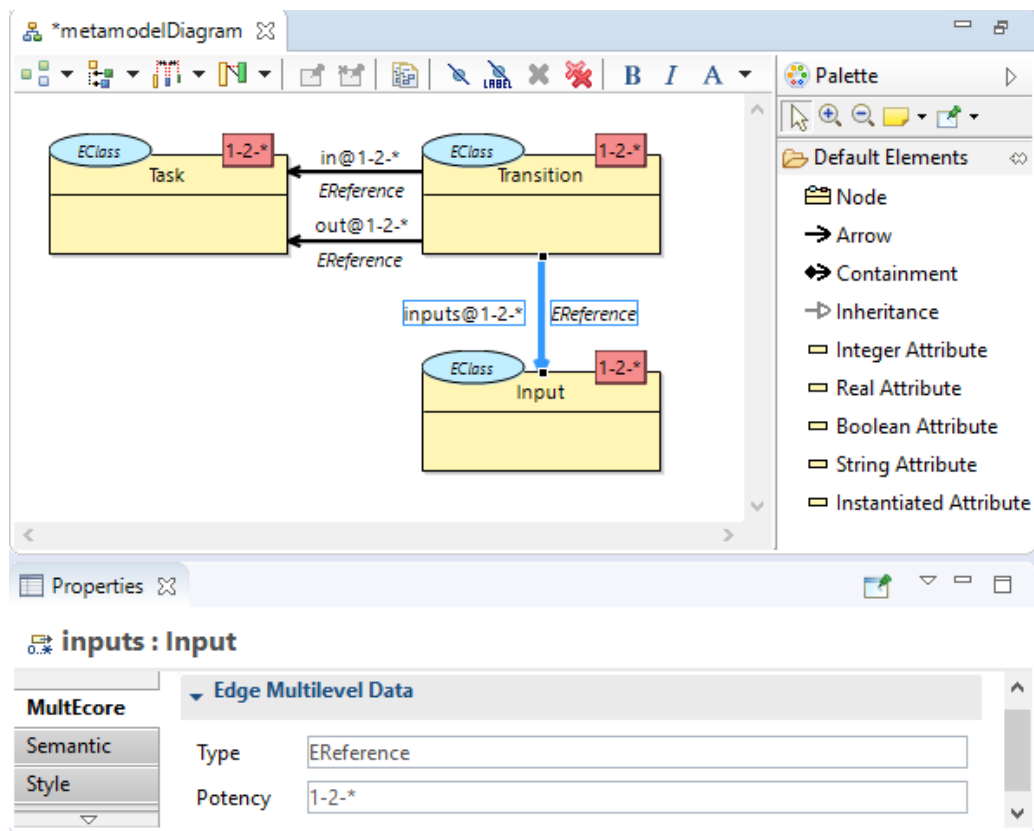 *metamodelDiagram
LABEL
B I A
Palette
EClass
1-2-*
Task
in@1-2-*
EReference
out@1-2-*
EReference
EClass
1-2-*
Transition
inputs@1-2-*
EReference
EClass
1-2-*
Input
Default Elements
Node
Arrow
Containment
Inheritance
Integer Attribute
Real Attribute
Boolean Attribute
String Attribute
Instantiated Attribute
Properties
0..*
inputs : Input
MultEcore
Semantic
Style
Edge Multilevel Data
Type EReference
Potency 1-2-*